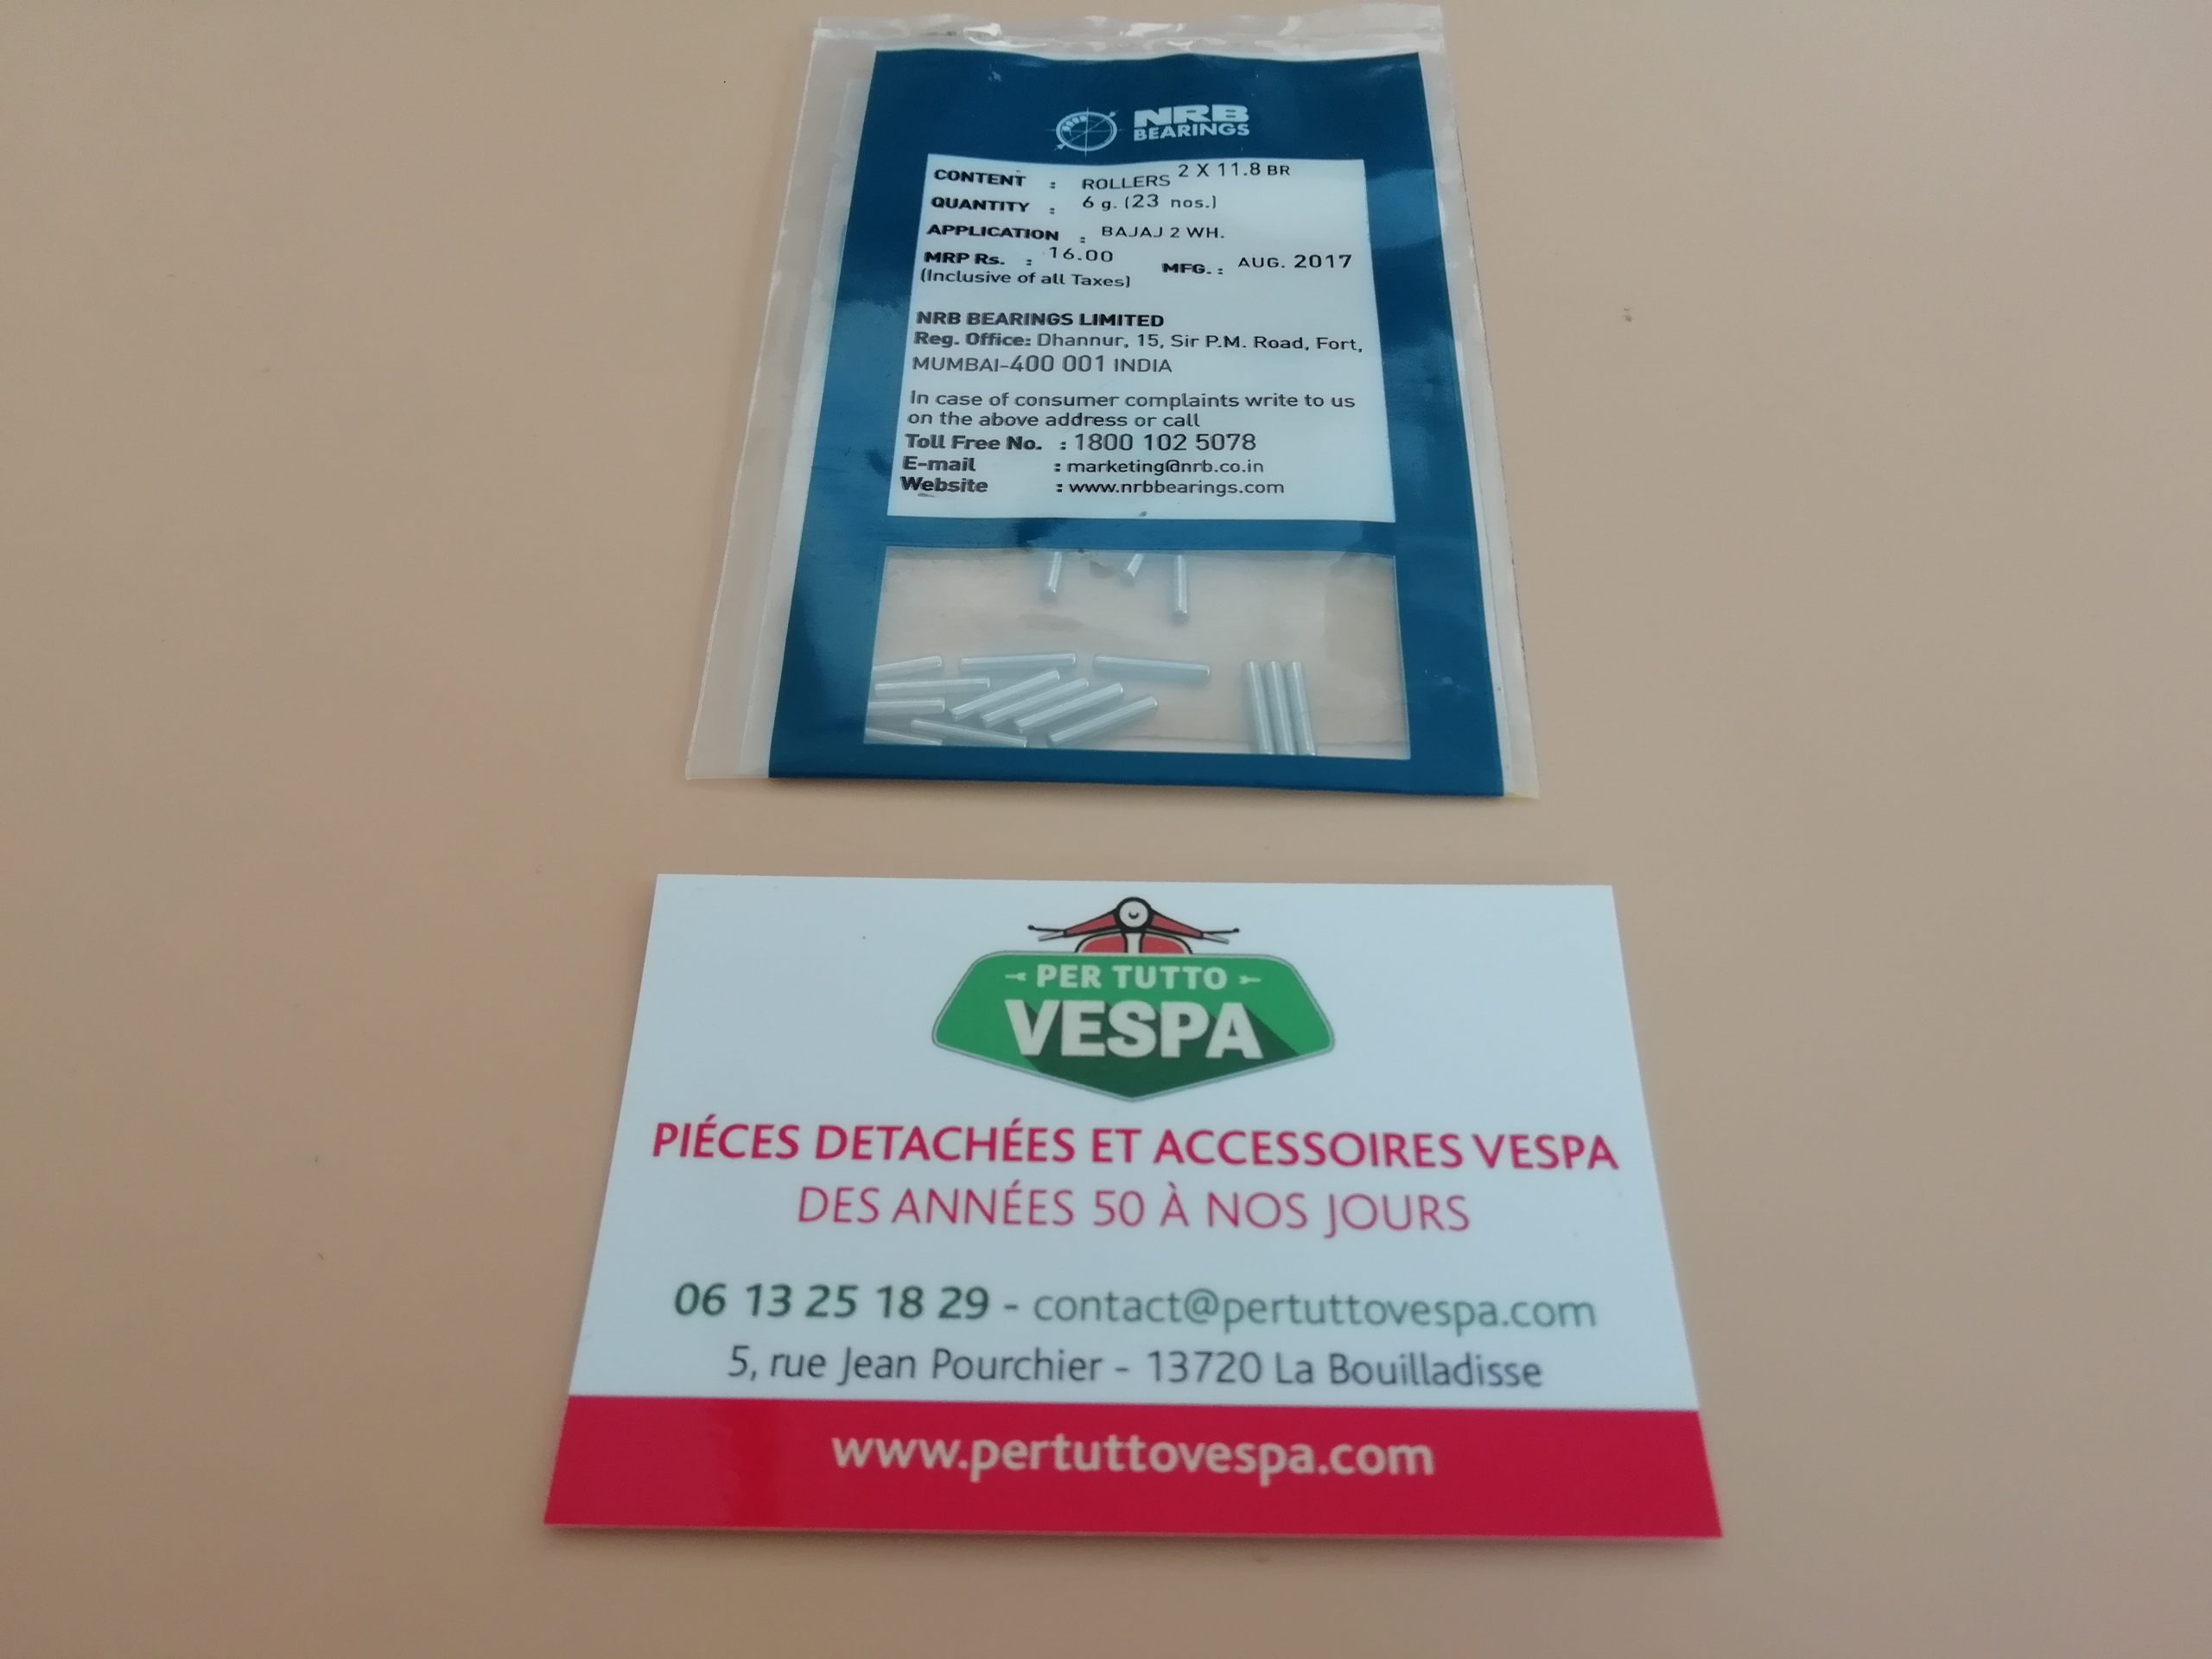 NRB
BEARINGS
CONTENT : ROLLERS 2 X 11.8 BR
QUANTITY : 6 g. (23 nos.)
APPLICATION : BAJAJ 2 WH.
MRP Rs. : 16.00 MFG. : AUG. 2017
(Inclusive of all Taxes)
NRB BEARINGS LIMITED
Reg. Office: Dhannur, 15, Sir P.M. Road, Fort,
MUMBAI-400 001 INDIA
In case of consumer complaints write to us
on the above address or call
Toll Free No. : 1800 102 5078
E-mail : marketing@nrb.co.in
Website : www.nrbbearings.com
PER TUTTO
VESPA
PIÉCES DETACHÉES ET ACCESSOIRES VESPA
DES ANNÉES 50 À NOS JOURS
06 13 25 18 29 - contact@pertuttovespa.com
5, rue Jean Pourchier - 13720 La Bouilladisse
www.pertuttovespa.com